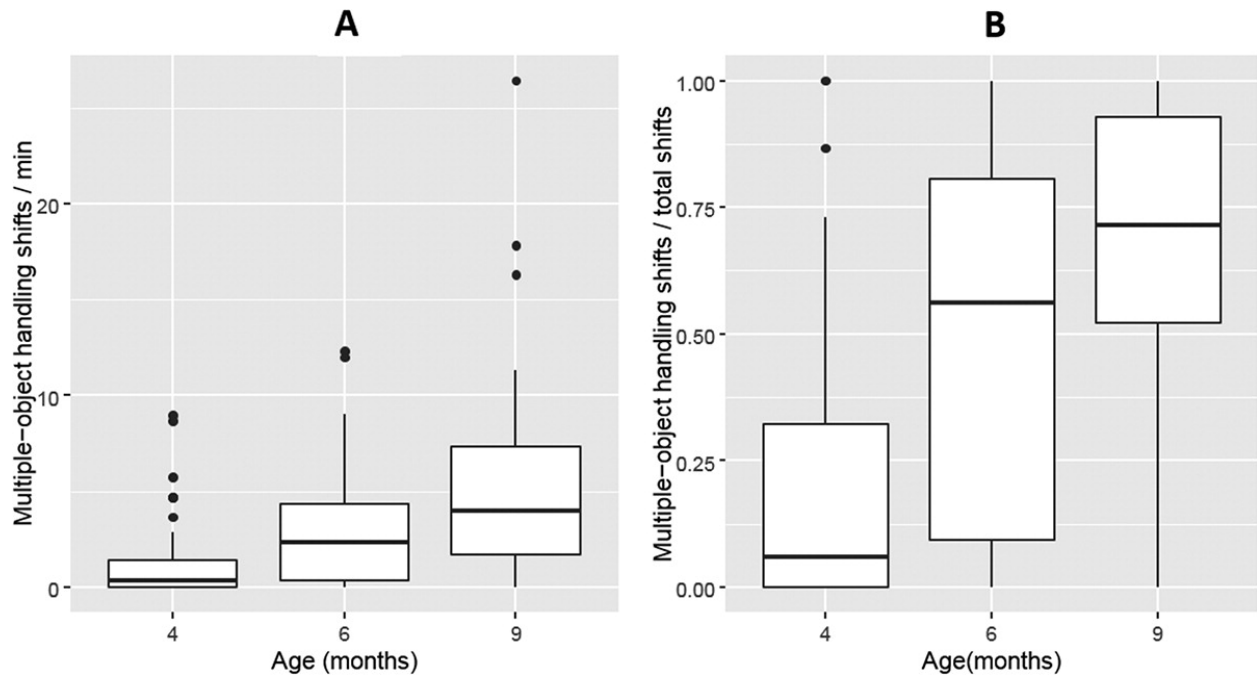 A
Multiple-object handling shifts / min
20
10
0
4 6 9
Age (months)
B
Multiple-object handling shifts / total shifts
1.00
0.75
0.50
0.25
0.00
4 6 9
Age(months)